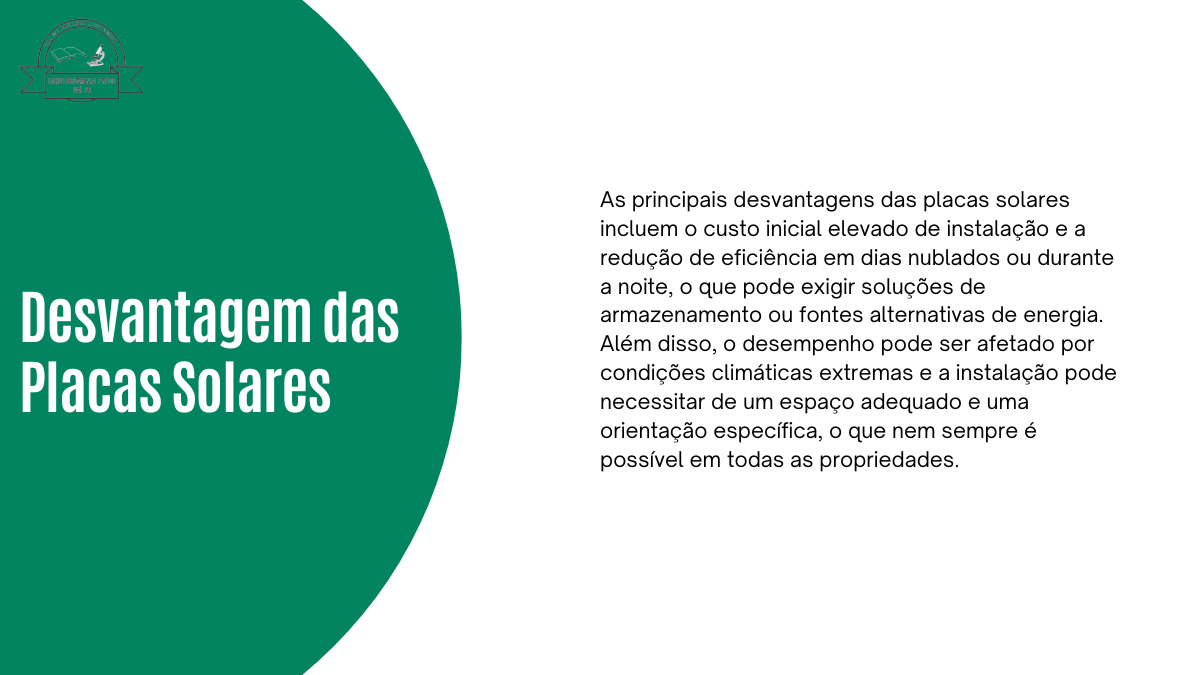 Desvantagem das
Placas Solares
As principais desvantagens das placas solares
incluem o custo inicial elevado de instalação e a
redução de eficiência em dias nublados ou durante
a noite, o que pode exigir soluções de
armazenamento ou fontes alternativas de energia.
Além disso, o desempenho pode ser afetado por
condições climáticas extremas e a instalação pode
necessitar de um espaço adequado e uma
orientação específica, o que nem sempre é
possível em todas as propriedades.